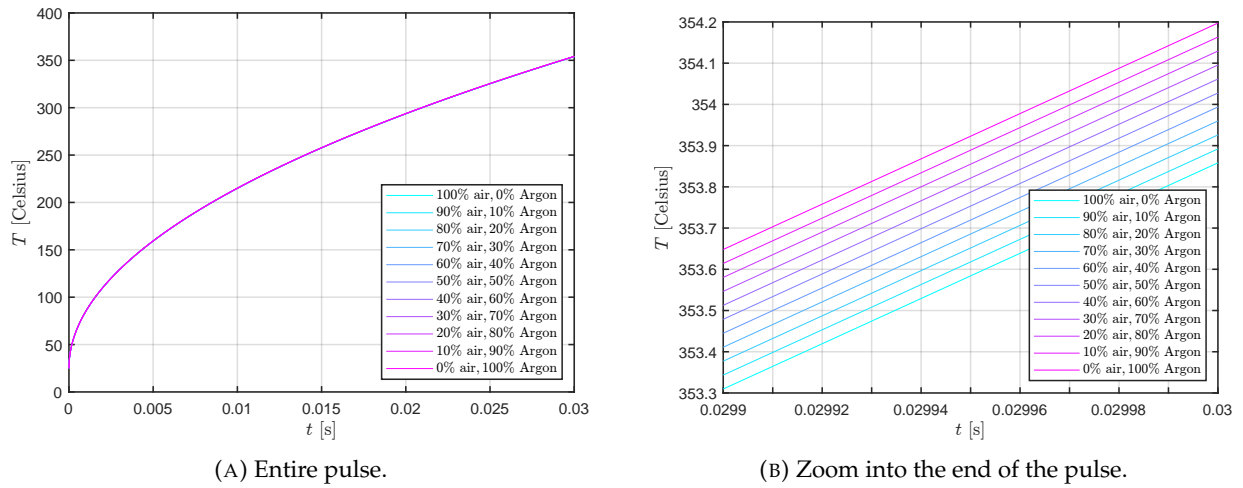 400
350
300
250
200
150
100
50
0
T [Celsius]
100% air, 0% Argon
90% air, 10% Argon
80% air, 20% Argon
70% air, 30% Argon
60% air, 40% Argon
50% air, 50% Argon
40% air, 60% Argon
30% air, 70% Argon
20% air, 80% Argon
10% air, 90% Argon
0% air, 100% Argon
0 0.005 0.01 0.015 0.02 0.025 0.03
t [s]
(A) Entire pulse.
354.2
354.1
354
353.9
353.8
353.7
353.6
353.5
353.4
353.3
T [Celsius]
100% air, 0% Argon
90% air, 10% Argon
80% air, 20% Argon
70% air, 30% Argon
60% air, 40% Argon
50% air, 50% Argon
40% air, 60% Argon
30% air, 70% Argon
20% air, 80% Argon
10% air, 90% Argon
0% air, 100% Argon
0.0299 0.02992 0.02994 0.02996 0.02998 0.03
t [s]
(B) Zoom into the end of the pulse.